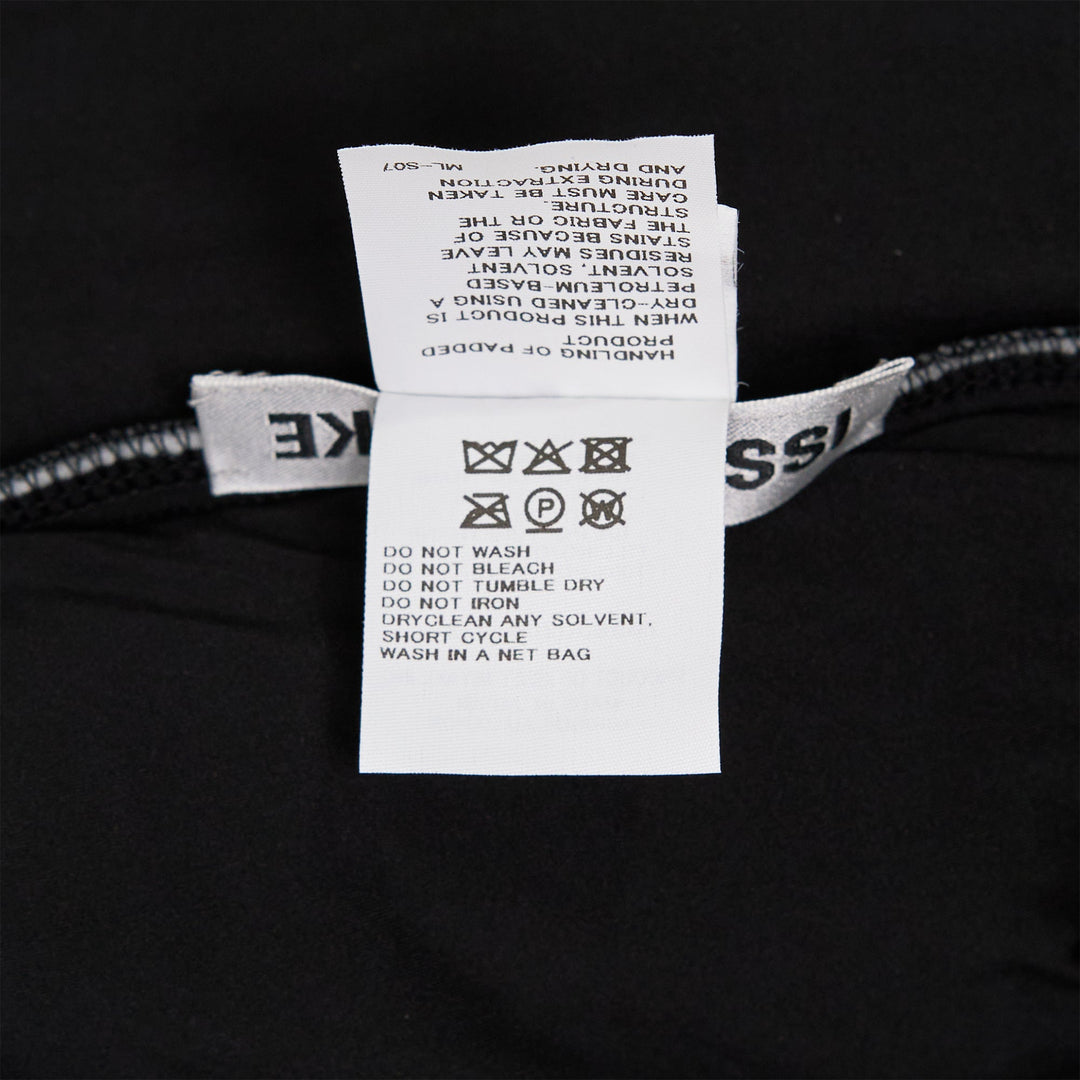 HANDLING OF PADDED
PRODUCT
WHEN THIS PRODUCT IS
DRY-CLEANED USING A
PETROLEUM-BASED
SOLVENT, SOLVENT
RESIDUES MAY LEAVE
STAINS BECAUSE OF
THE FABRIC OR THE
STRUCTURE.
CARE MUST BE TAKEN
DURING EXTRACTION
AND DRYING. ML-S07
ISS KE
P W
DO NOT WASH
DO NOT BLEACH
DO NOT TUMBLE DRY
DO NOT IRON
DRYCLEAN ANY SOLVENT,
SHORT CYCLE
WASH IN A NET BAG